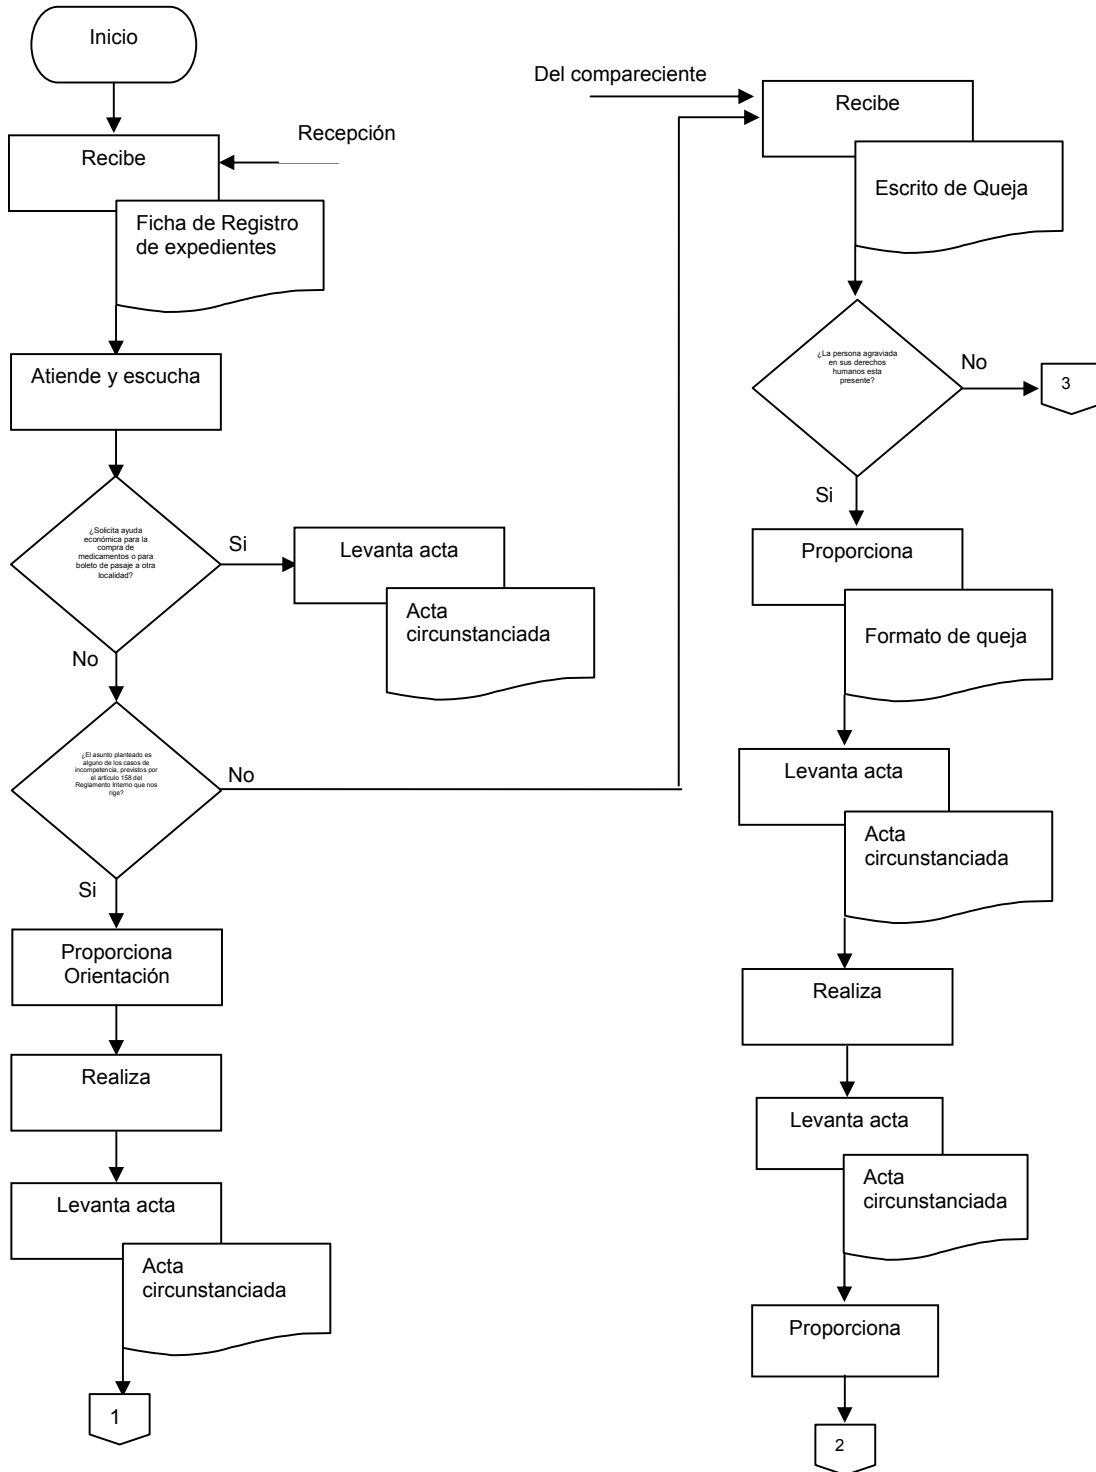 Inicio
Recepción
Recibe
Ficha de Registro
de expedientes
Atiende y escucha
¿Solicita ayuda
económica para la
compra de
medicamentos o para
boleto de pasaje a otra
localidad?
Si
Levanta acta
Acta
circunstanciada
No
¿El asunto planteado es
alguno de los casos de
incompetencia, previstos por
el articulo 158 del
Reglamento Interno que nos
rige?
No
Si
Proporciona
Orientación
Realiza
Levanta acta
Acta
circunstanciada
1
Del compareciente
Recibe
Escrito de Queja
¿La persona agraviada
en sus derechos
humanos esta
presente?
No
3
Si
Proporciona
Formato de queja
Levanta acta
Acta
circunstanciada
Realiza
Levanta acta
Acta
circunstanciada
Proporciona
2